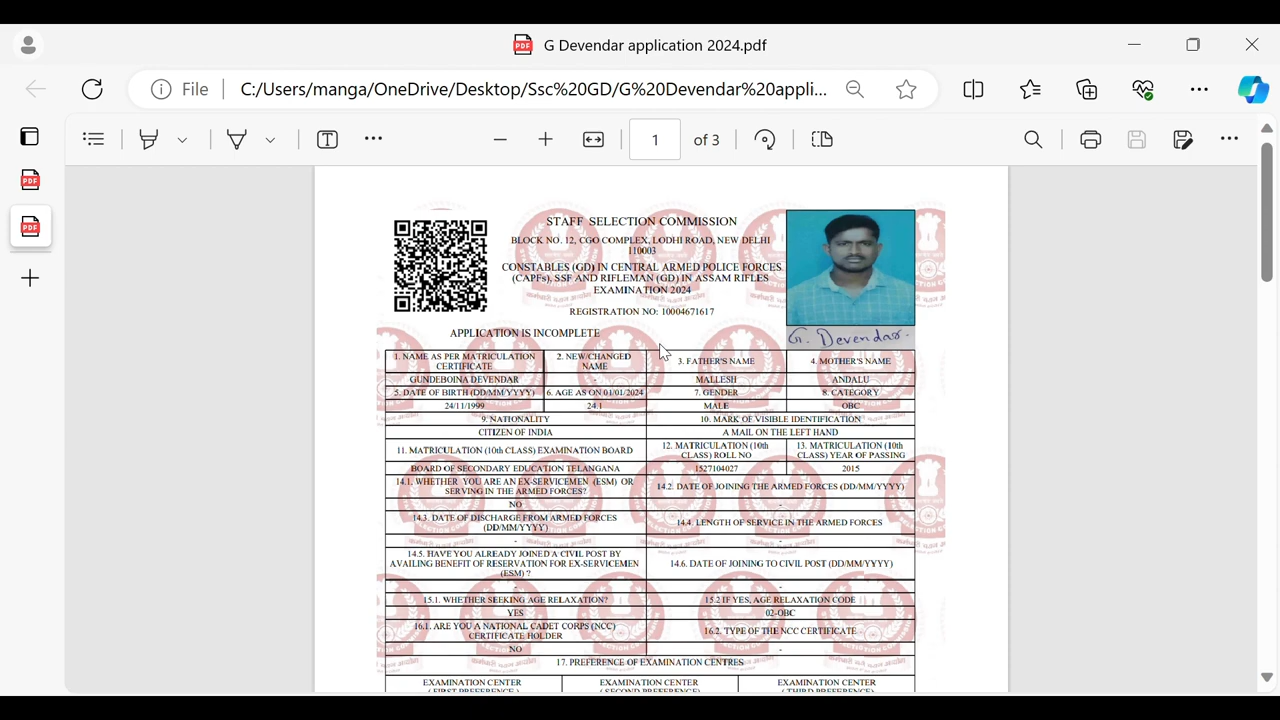 G Devendar application 2024.pdf
File
C:/Users/manga/OneDrive/Desktop/Ssc%20GD/G%20Devendar%20appli...
1 of 3
STAFF SELECTION COMMISSION
BLOCK NO. 12, CGO COMPLEX, LODHI ROAD, NEW DELHI
110003
CONSTABLES (GD) IN CENTRAL ARMED POLICE FORCES
(CAPFs), SSF AND RIFLEMAN (GD) IN ASSAM RIFLES
EXAMINATION 2024
REGISTRATION NO: 10004671617
APPLICATION IS INCOMPLETE
G. Devendar.
1. NAME AS PER MATRICULATION CERTIFICATE
2. NEW/CHANGED NAME
3. FATHER'S NAME
4. MOTHER'S NAME
GUNDEBOINA DEVENDAR
-
MALLESH
ANDALU
5. DATE OF BIRTH (DD/MM/YYYY)
6. AGE AS ON 01/01/2024
7. GENDER
8. CATEGORY
24/11/1999
24.1
MALE
OBC
9. NATIONALITY
10. MARK OF VISIBLE IDENTIFICATION
CITIZEN OF INDIA
A MAIL ON THE LEFT HAND
11. MATRICULATION (10th CLASS) EXAMINATION BOARD
12. MATRICULATION (10th CLASS) ROLL NO
13. MATRICULATION (10th CLASS) YEAR OF PASSING
BOARD OF SECONDARY EDUCATION TELANGANA
1527104027
2015
14.1. WHETHER YOU ARE AN EX-SERVICEMEN (ESM) OR SERVING IN THE ARMED FORCES?
14.2. DATE OF JOINING THE ARMED FORCES (DD/MM/YYYY)
NO
-
14.3. DATE OF DISCHARGE FROM ARMED FORCES (DD/MM/YYYY)
14.4. LENGTH OF SERVICE IN THE ARMED FORCES
-
-
14.5. HAVE YOU ALREADY JOINED A CIVIL POST BY AVAILING BENEFIT OF RESERVATION FOR EX-SERVICEMEN (ESM) ?
14.6. DATE OF JOINING TO CIVIL POST (DD/MM/YYYY)
-
-
15.1. WHETHER SEEKING AGE RELAXATION?
15.2 IF YES, AGE RELAXATION CODE
YES
02-OBC
16.1. ARE YOU A NATIONAL CADET CORPS (NCC) CERTIFICATE HOLDER
16.2. TYPE OF THE NCC CERTIFICATE
NO
-
17. PREFERENCE OF EXAMINATION CENTRES
EXAMINATION CENTER (FIRST PREFERENCE)
EXAMINATION CENTER (SECOND PREFERENCE)
EXAMINATION CENTER (THIRD PREFERENCE)